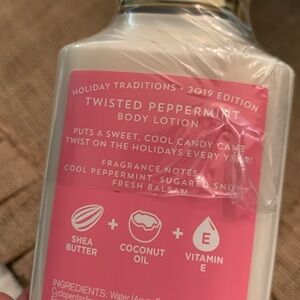 HOLIDAY TRADITIONS • 2019 EDITION
TWISTED PEPPERMINT
BODY LOTION
PUTS A SWEET, COOL CANDY CANE
TWIST ON THE HOLIDAYS EVERY YEAR!
FRAGRANCE NOTES
COOL PEPPERMINT, SUGARED SNOW
FRESH BALSAM
SHEA
BUTTER
+
COCONUT
OIL
+
E
VITAMIN
E
INGREDIENTS: Water